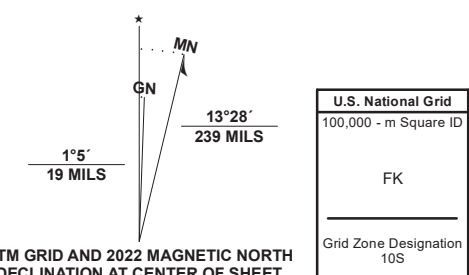 ★
MN
GN
13°28´
239 MILS
1°5´
19 MILS
TM GRID AND 2022 MAGNETIC NORTH
DECLINATION AT CENTER OF SHEET
U.S. National Grid
100,000 - m Square ID
FK
Grid Zone Designation
10S